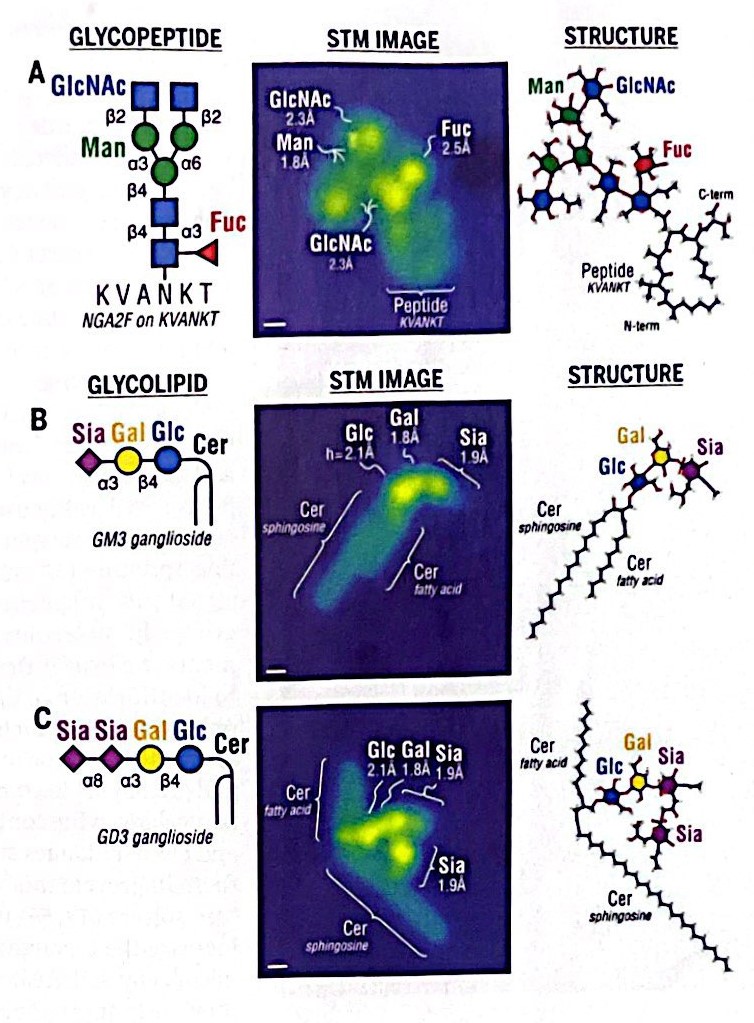 GLYCOPEPTIDE
STM IMAGE
STRUCTURE
A
GlcNAc
β2
β2
Man
α3
α6
β4
β4
α3
Fuc
KVANKT
NGA2F on KVANKT
GlcNAc
2.3Å
Man
1.8Å
Fuc
2.5Å
GlcNAc
2.3Å
Peptide
KVANKT
Man
GlcNAc
Fuc
C-term
Peptide
KVANKT
N-term
GLYCOLIPID
STM IMAGE
STRUCTURE
B
Sia Gal Glc Cer
α3 β4
GM3 ganglioside
Glc
h=2.1Å
Gal
1.8Å
Sia
1.9Å
Cer
sphingosine
Cer
fatty acid
Gal
Sia
Glc
Cer
sphingosine
Cer
fatty acid
C
Sia Sia Gal Glc Cer
α8 α3 β4
GD3 ganglioside
Glc Gal Sia
2.1Å 1.8Å 1.9Å
Cer
fatty acid
Sia
1.9Å
Cer
sphingosine
Cer
fatty acid
Gal
Glc
Sia
Sia
Cer
sphingosine